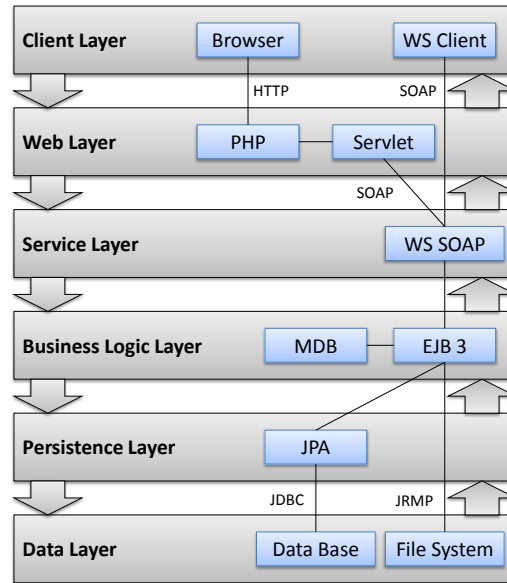 Client Layer
Browser
WS Client
HTTP
SOAP
Web Layer
PHP
Servlet
SOAP
Service Layer
WS SOAP
Business Logic Layer
MDB
EJB 3
Persistence Layer
JPA
JDBC
JRMP
Data Layer
Data Base
File System